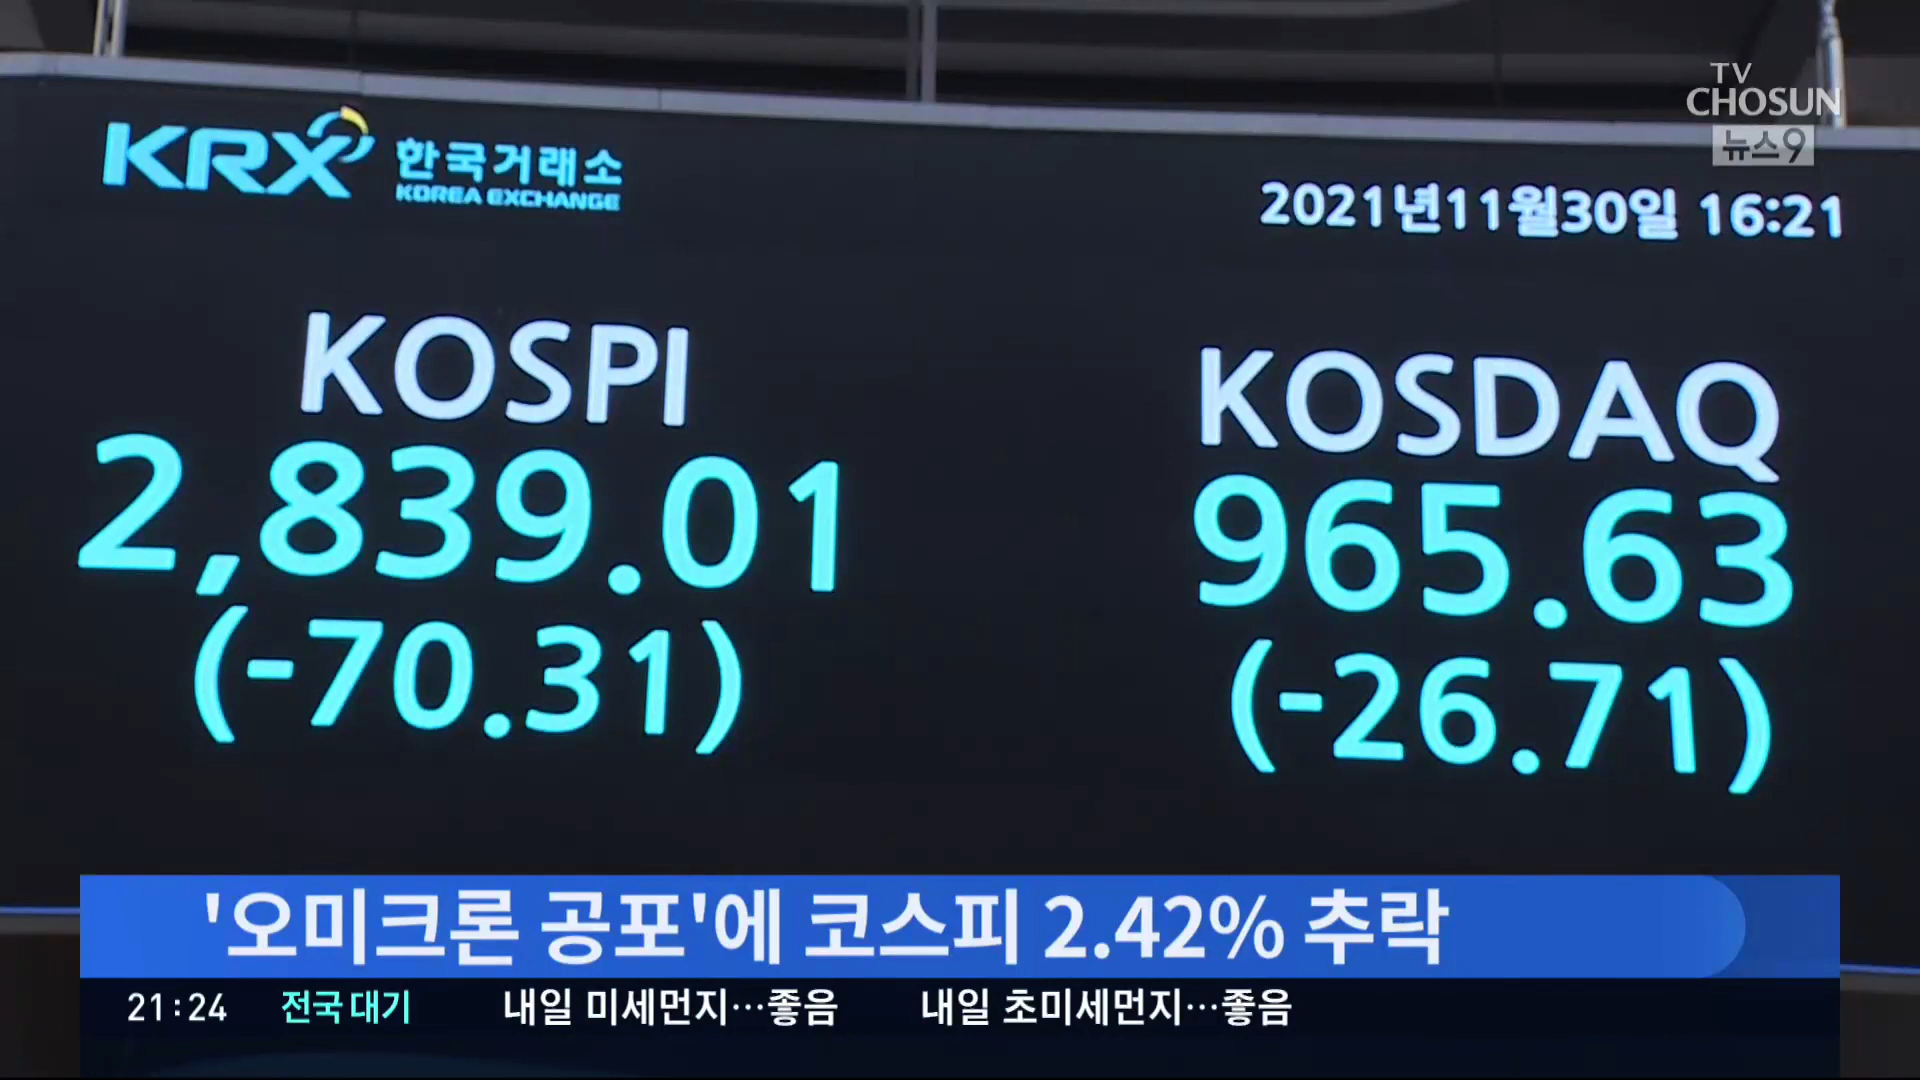 TV
CHOSUN
뉴스9
KRX 한국거래소
KOREA EXCHANGE
2021년11월30일 16:21
KOSPI
2,839.01
(-70.31)
KOSDAQ
965.63
(-26.71)
'오미크론 공포'에 코스피 2.42% 추락
21:24 전국 대기 내일 미세먼지…좋음 내일 초미세먼지…좋음